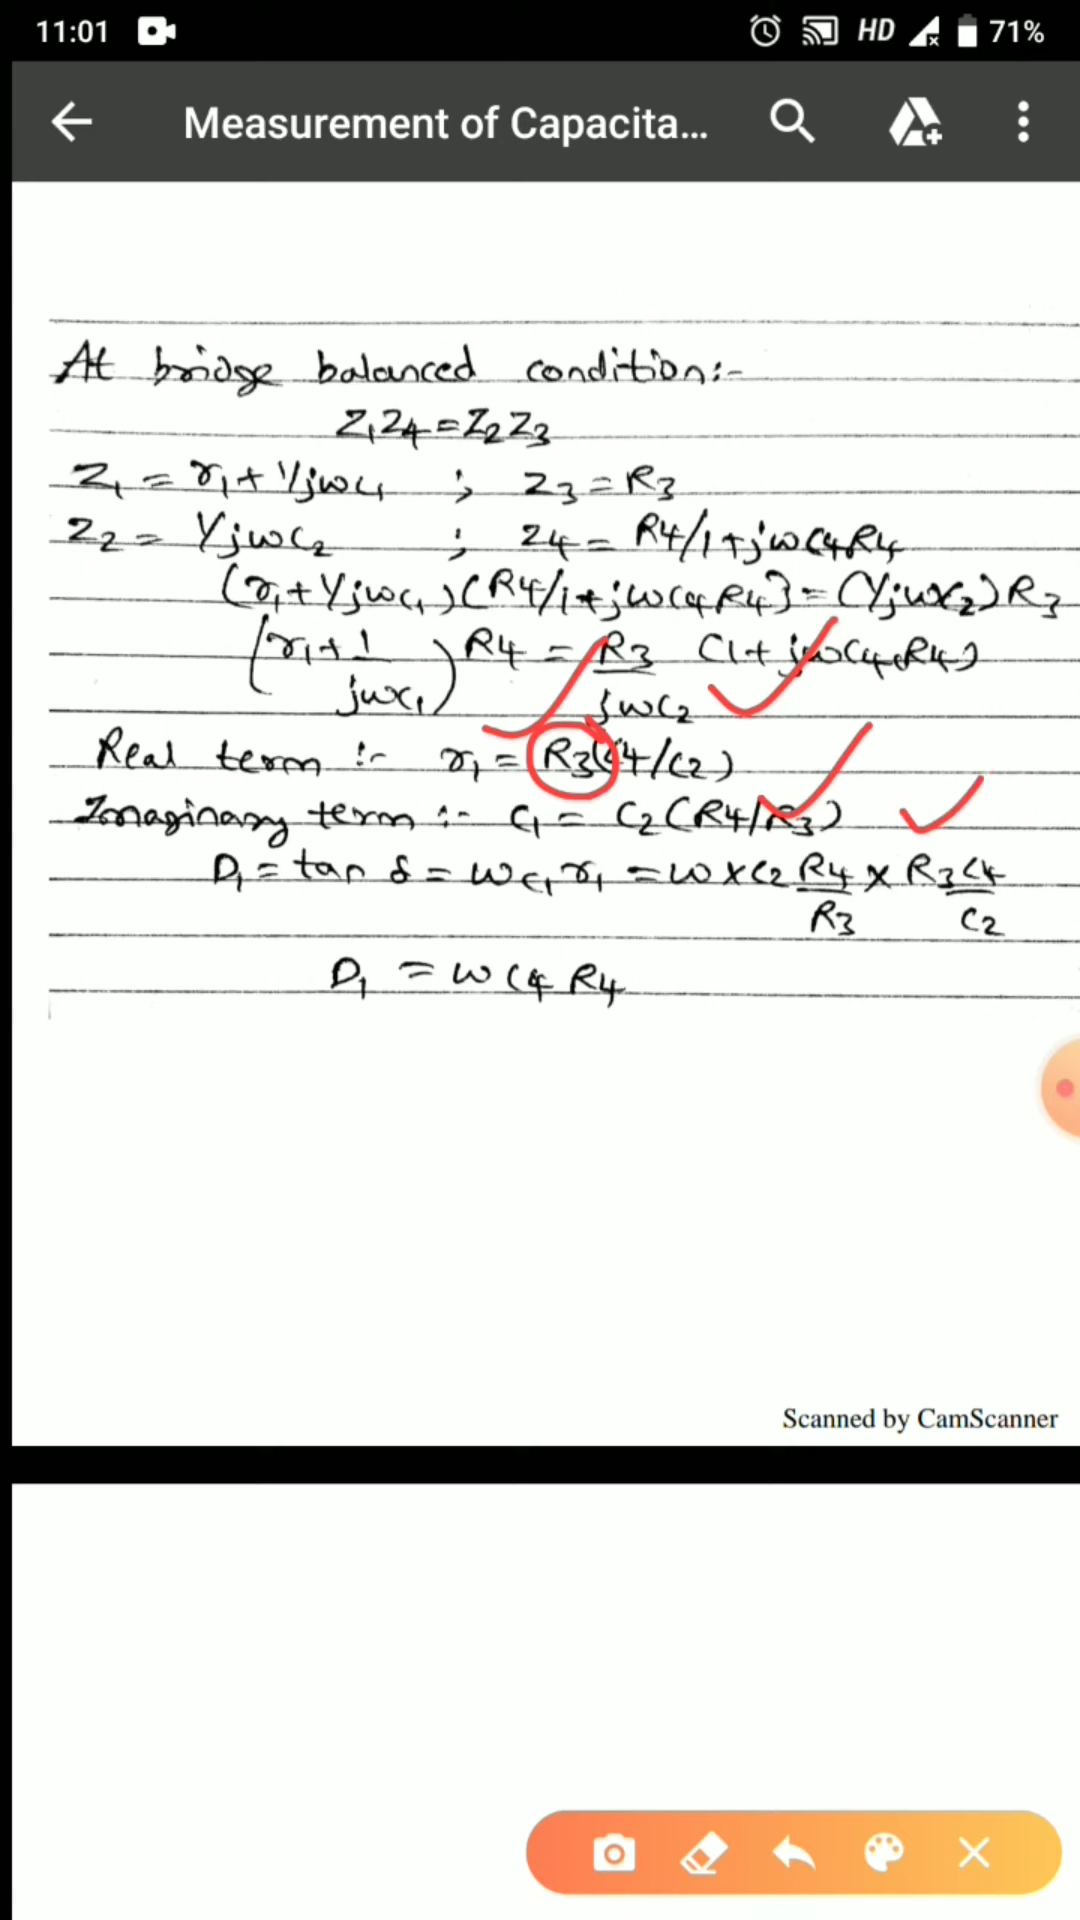 11:01 HD 71%
Measurement of Capacita...
At bridge balanced condition:-
Z1Z4=Z2Z3
Z1 = r1+1/jωc1 ; Z3=R3
Z2= 1/jωC2 ; Z4= R4/1+jωC4R4
(r1+1/jωc1)(R4/1+jωC4R4)=(1/jωC2)R3
(r1+1/jωc1)R4 = R3/jωC2 (1+jωC4R4)
Real term :- r1=R3(C4/C2)
Imaginary term :- C1= C2(R4/R3)
D1=tan δ= ωC1r1 =ω×C2 R4/R3 × R3C4/C2
D1 = ωC4 R4
Scanned by CamScanner